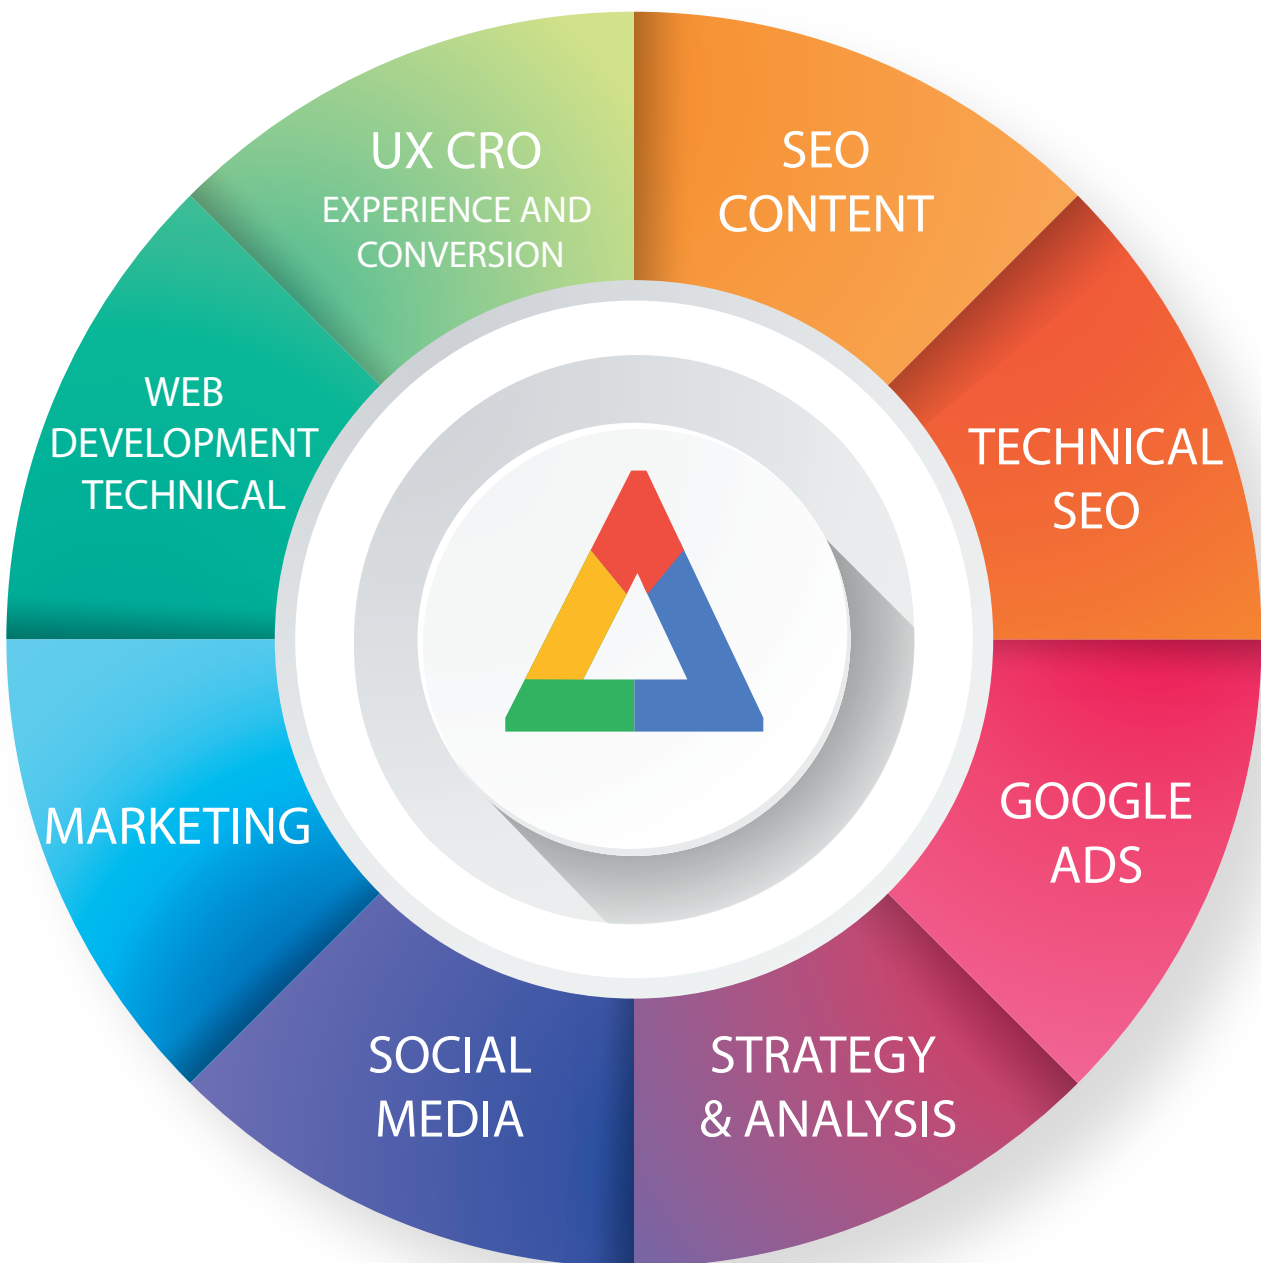 UX CRO
EXPERIENCE AND
CONVERSION
SEO
CONTENT
TECHNICAL
SEO
GOOGLE
ADS
STRATEGY
& ANALYSIS
SOCIAL
MEDIA
MARKETING
WEB
DEVELOPMENT
TECHNICAL